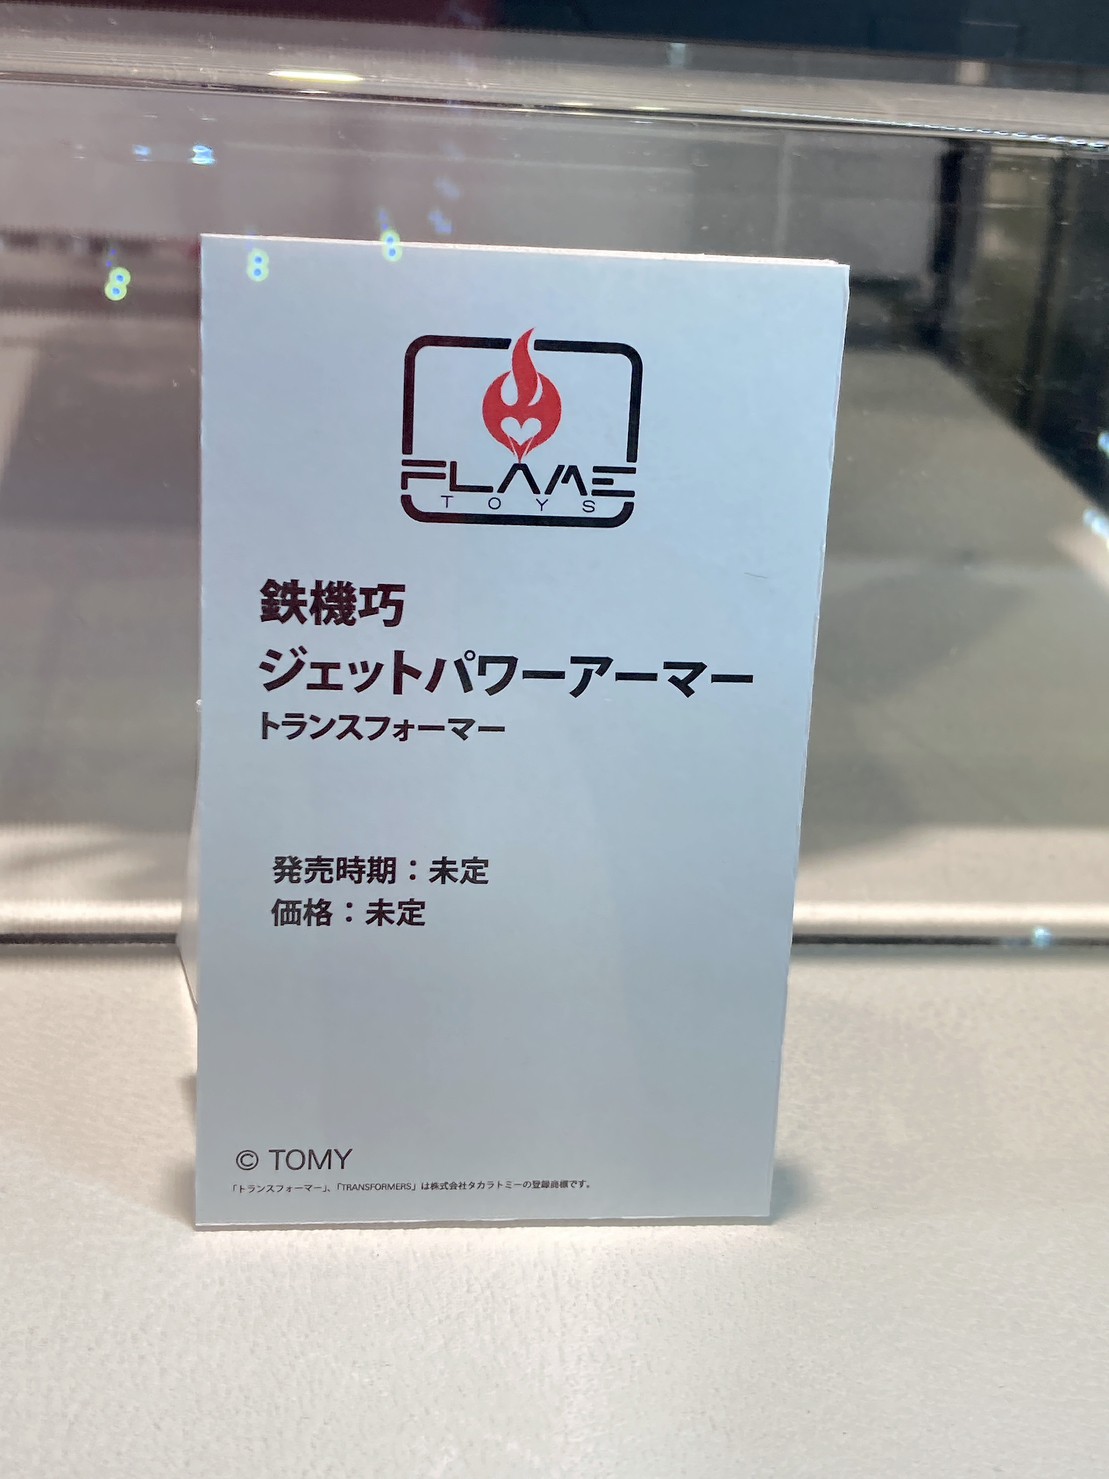 FLAME
TOYS
鉄機巧
ジェットパワーアーマー
トランスフォーマー
発売時期：未定
価格：未定
© TOMY
「トランスフォーマー」、「TRANSFORMERS」は株式会社タカラトミーの登録商標です。